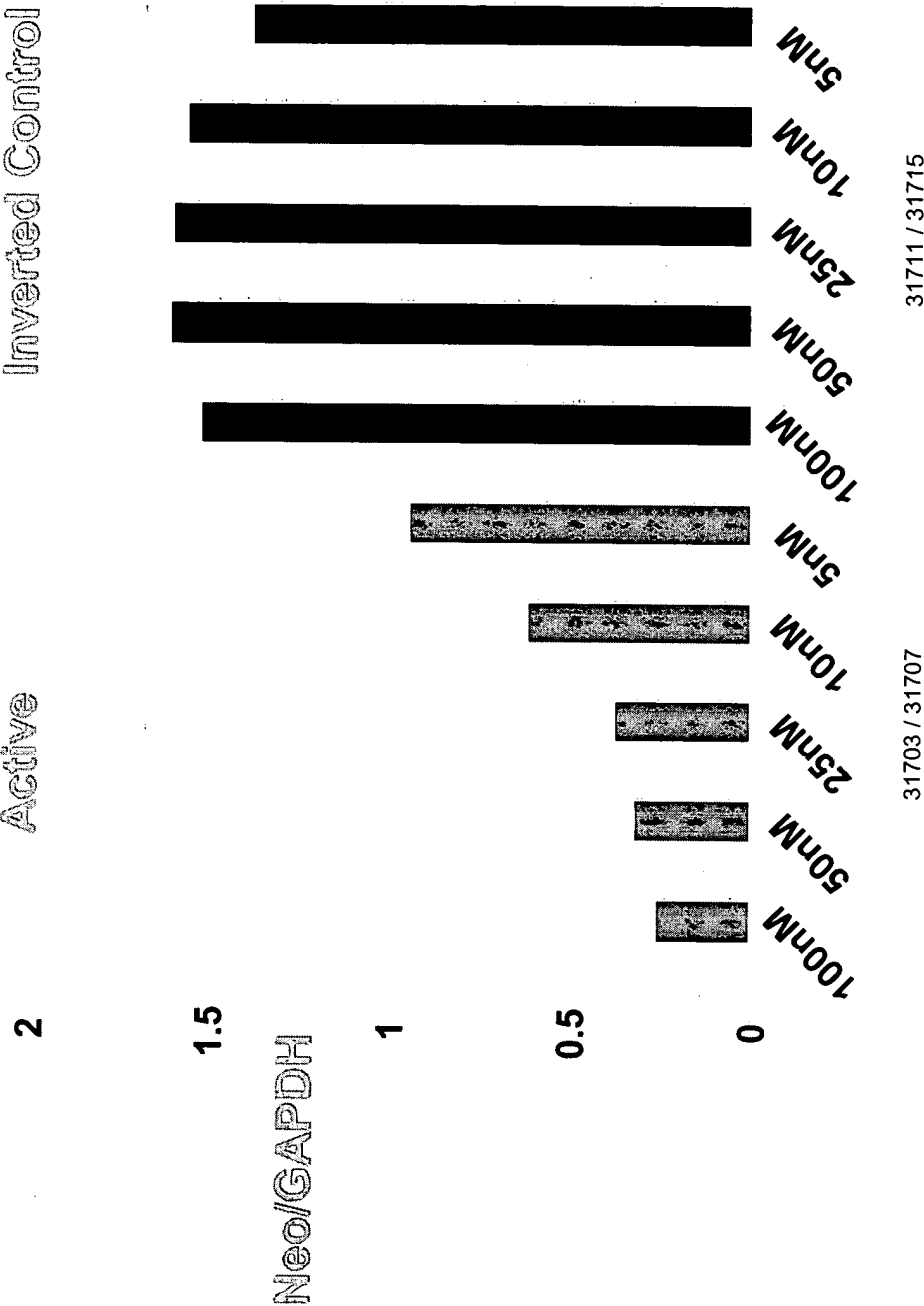 Active
Inverted Control
Neo/GAPDH
2
1.5
1
0.5
0
100nM
50nM
25nM
10nM
5nM
100nM
50nM
25nM
10nM
5nM
31703 / 31707
31711 / 31715